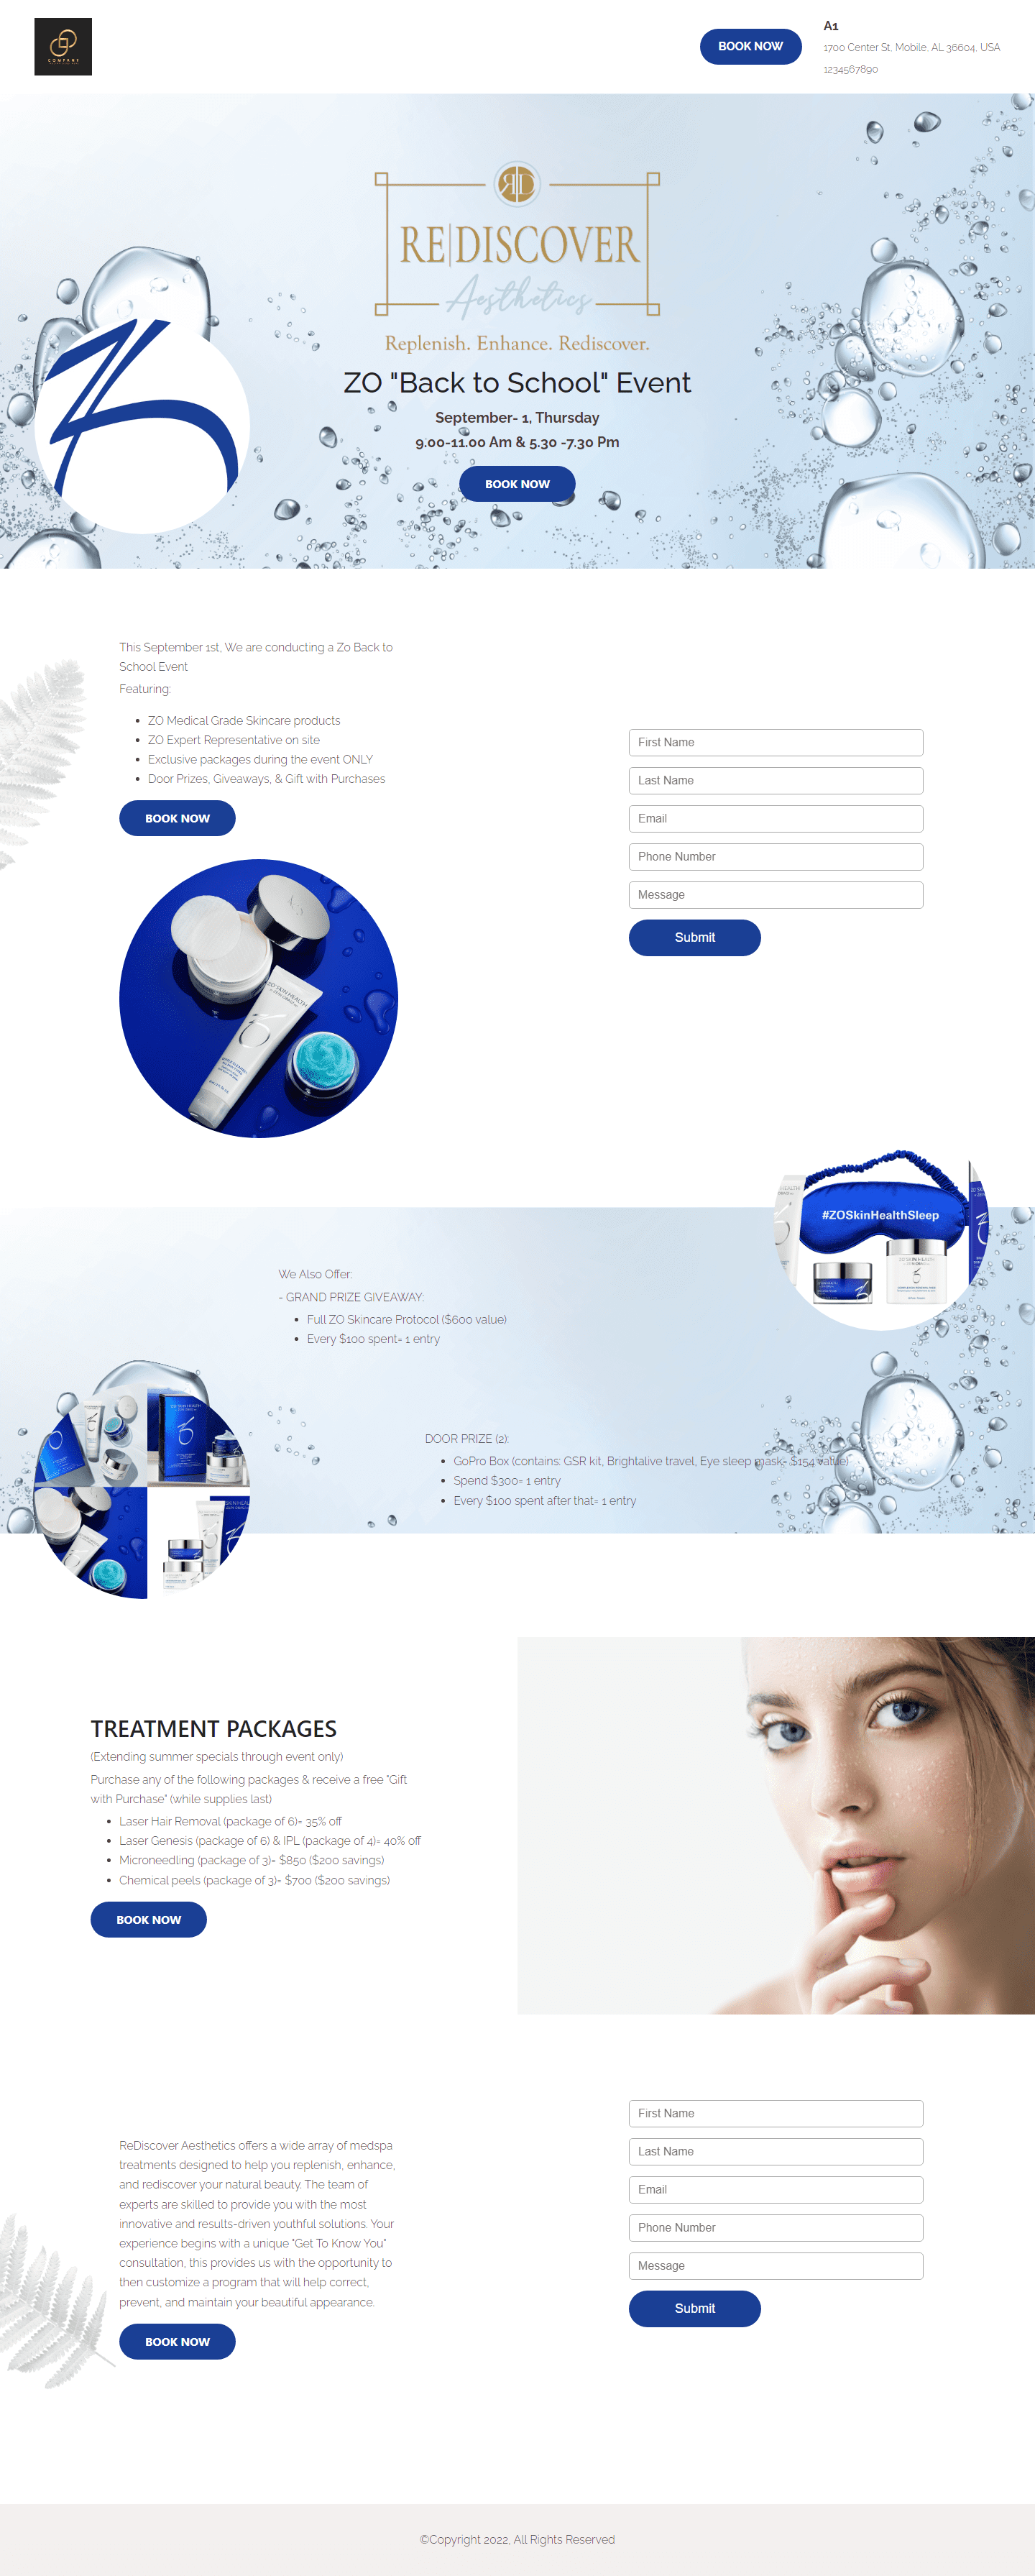 COMPANY
BOOK NOW
A1
1700 Center St, Mobile, AL 36604, USA
1234567890
RD
RE|DISCOVER
Aesthetics
Replenish. Enhance. Rediscover.
ZO "Back to School" Event
September- 1, Thursday
9.00-11.00 Am & 5.30 -7.30 Pm
BOOK NOW
This September 1st, We are conducting a Zo Back to
School Event
Featuring:
ZO Medical Grade Skincare products
ZO Expert Representative on site
Exclusive packages during the event ONLY
Door Prizes, Giveaways, & Gift with Purchases
BOOK NOW
First Name
Last Name
Email
Phone Number
Message
Submit
ZO SKIN HEALTH
#ZOSkinHealthSleep
We Also Offer:
- GRAND PRIZE GIVEAWAY:
Full ZO Skincare Protocol ($600 value)
Every $100 spent= 1 entry
DOOR PRIZE (2):
GoPro Box (contains: GSR kit, Brightalive travel, Eye sleep mask= $154 value)
Spend $300= 1 entry
Every $100 spent after that= 1 entry
TREATMENT PACKAGES
(Extending summer specials through event only)
Purchase any of the following packages & receive a free "Gift
with Purchase" (while supplies last)
Laser Hair Removal (package of 6)= 35% off
Laser Genesis (package of 6) & IPL (package of 4)= 40% off
Microneedling (package of 3)= $850 ($200 savings)
Chemical peels (package of 3)= $700 ($200 savings)
BOOK NOW
ReDiscover Aesthetics offers a wide array of medspa
treatments designed to help you replenish, enhance,
and rediscover your natural beauty. The team of
experts are skilled to provide you with the most
innovative and results-driven youthful solutions. Your
experience begins with a unique "Get To Know You"
consultation, this provides us with the opportunity to
then customize a program that will help correct,
prevent, and maintain your beautiful appearance.
BOOK NOW
First Name
Last Name
Email
Phone Number
Message
Submit
©Copyright 2022, All Rights Reserved